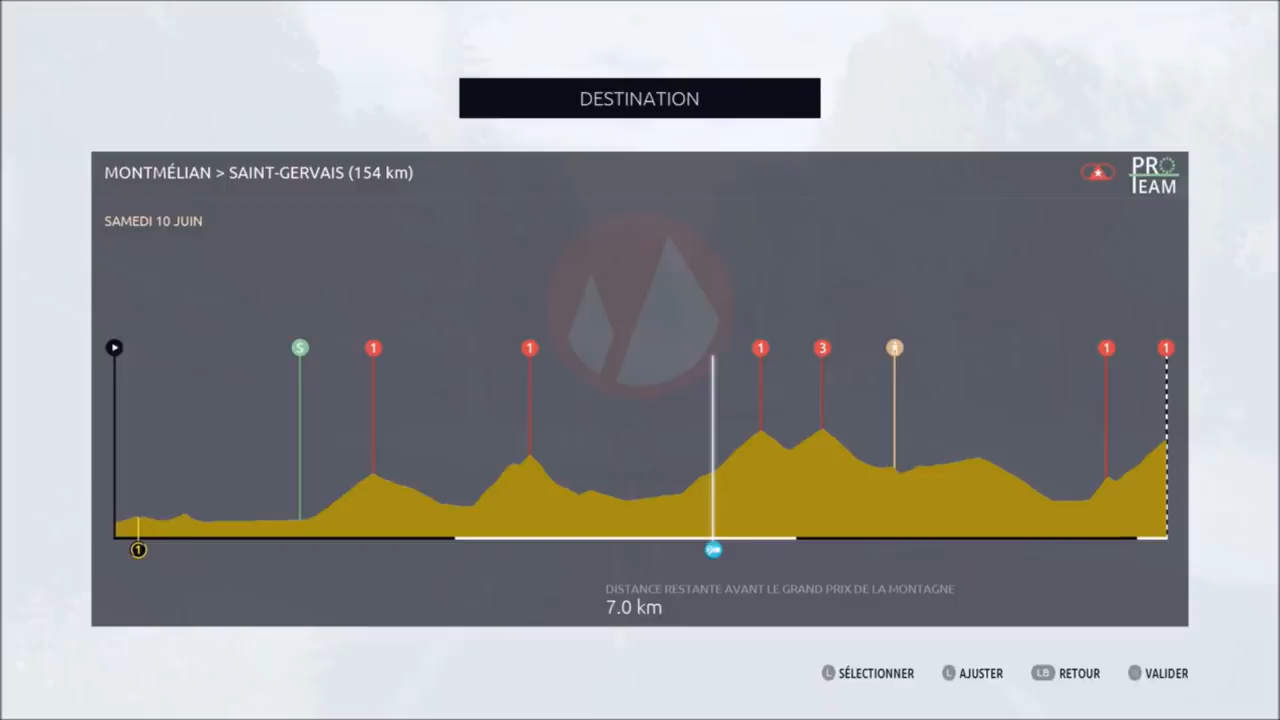 DESTINATION
MONTMÉLIAN > SAINT-GERVAIS (154 km)
PRO TEAM
SAMEDI 10 JUIN
S 1 1 1 3 1 1
1
DISTANCE RESTANTE AVANT LE GRAND PRIX DE LA MONTAGNE
7.0 km
L SÉLECTIONNER L AJUSTER LB RETOUR VALIDER